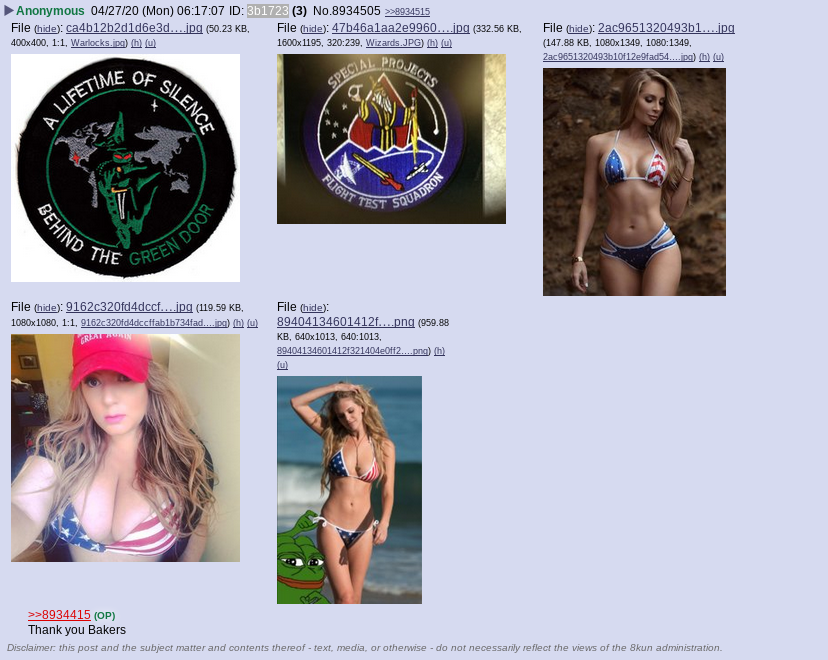 ▶Anonymous 04/27/20 (Mon) 06:17:07 ID: 3b1723 (3) No.8934505 >>8934515
File (hide): ca4b12b2d1d6e3d….jpg (50.23 KB,
400x400, 1:1, Warlocks.jpg) (h) (u)
A LIFETIME OF SILENCE
BEHIND THE GREEN DOOR
File (hide): 47b46a1aa2e9960….jpg (332.56 KB,
1600x1195, 320:239, Wizards.JPG) (h) (u)
SPECIAL PROJECTS
FLIGHT TEST SQUADRON
File (hide): 2ac9651320493b1….jpg
(147.88 KB, 1080x1349, 1080:1349,
2ac9651320493b10f12e9fad54….jpg) (h) (u)
File (hide): 9162c320fd4dccf….jpg (119.59 KB,
1080x1080, 1:1, 9162c320fd4dccffab1b734fad….jpg) (h) (u)
GREAT AGAIN
File (hide):
89404134601412f….png (959.88
KB, 640x1013, 640:1013,
89404134601412f321404e0ff2….png) (h)
(u)
>>8934415 (OP)
Thank you Bakers
Disclaimer: this post and the subject matter and contents thereof - text, media, or otherwise - do not necessarily reflect the views of the 8kun administration.